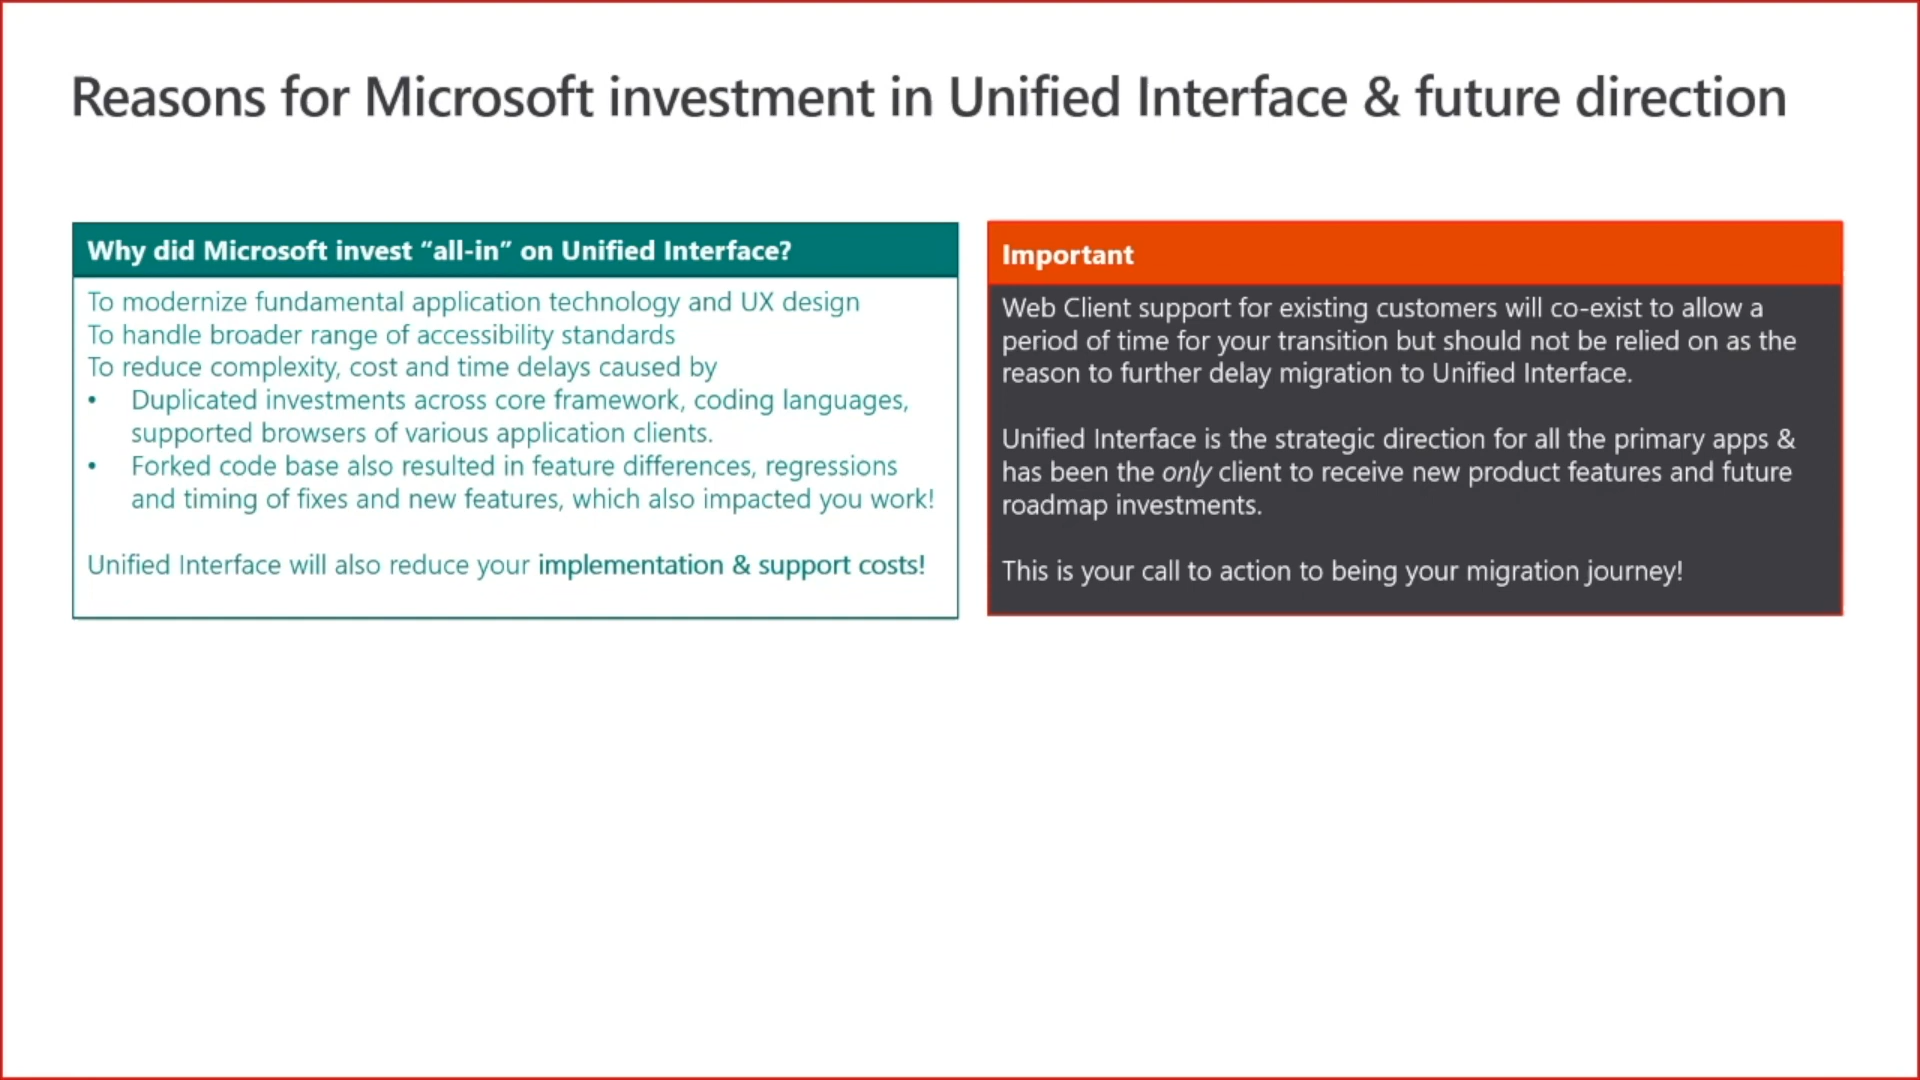 Reasons for Microsoft investment in Unified Interface & future direction
Why did Microsoft invest “all-in” on Unified Interface?
To modernize fundamental application technology and UX design
To handle broader range of accessibility standards
To reduce complexity, cost and time delays caused by
• Duplicated investments across core framework, coding languages,
supported browsers of various application clients.
• Forked code base also resulted in feature differences, regressions
and timing of fixes and new features, which also impacted you work!
Unified Interface will also reduce your implementation & support costs!
Important
Web Client support for existing customers will co-exist to allow a
period of time for your transition but should not be relied on as the
reason to further delay migration to Unified Interface.
Unified Interface is the strategic direction for all the primary apps &
has been the only client to receive new product features and future
roadmap investments.
This is your call to action to being your migration journey!